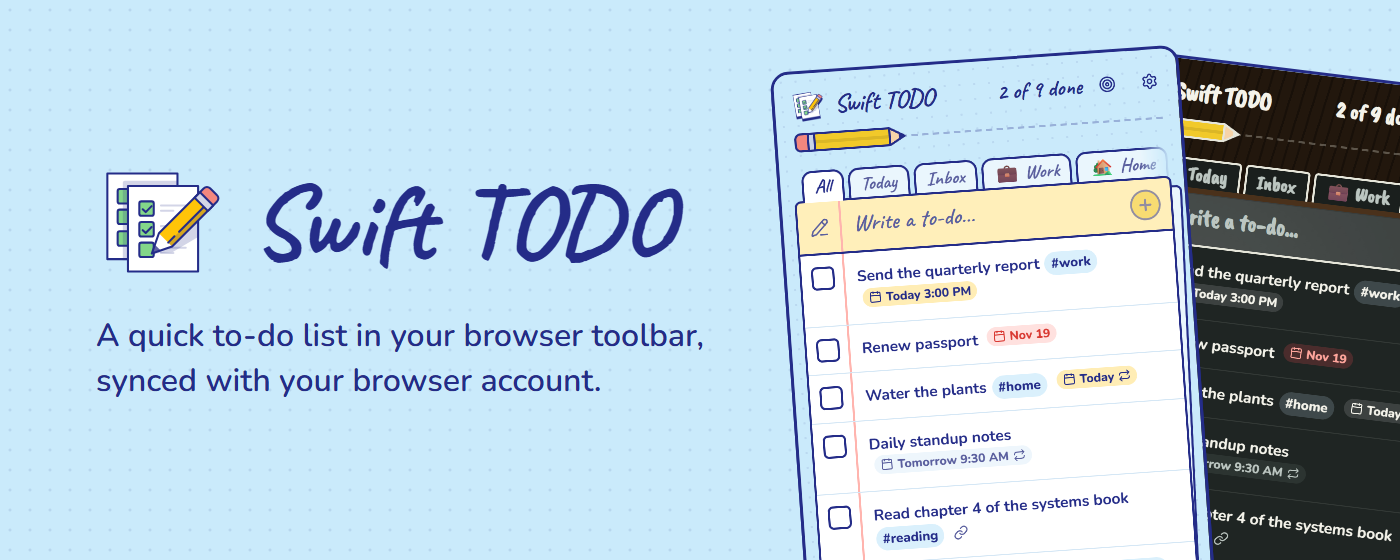 Swift TODO
A quick to-do list in your browser toolbar,
synced with your browser account.
Swift TODO
2 of 9 done
All
Today
Inbox
Work
Home
Write a to-do...
Send the quarterly report #work
Today 3:00 PM
Renew passport Nov 19
Water the plants #home Today
Daily standup notes
Tomorrow 9:30 AM
Read chapter 4 of the systems book
#reading
Swift TODO
2 of 9
Today
Inbox
Work
to-do...
the quarterly report #work
Today 3:00 PM
passport Nov 19
the plants #home Today
notes
9:30 AM
4 of the systems book